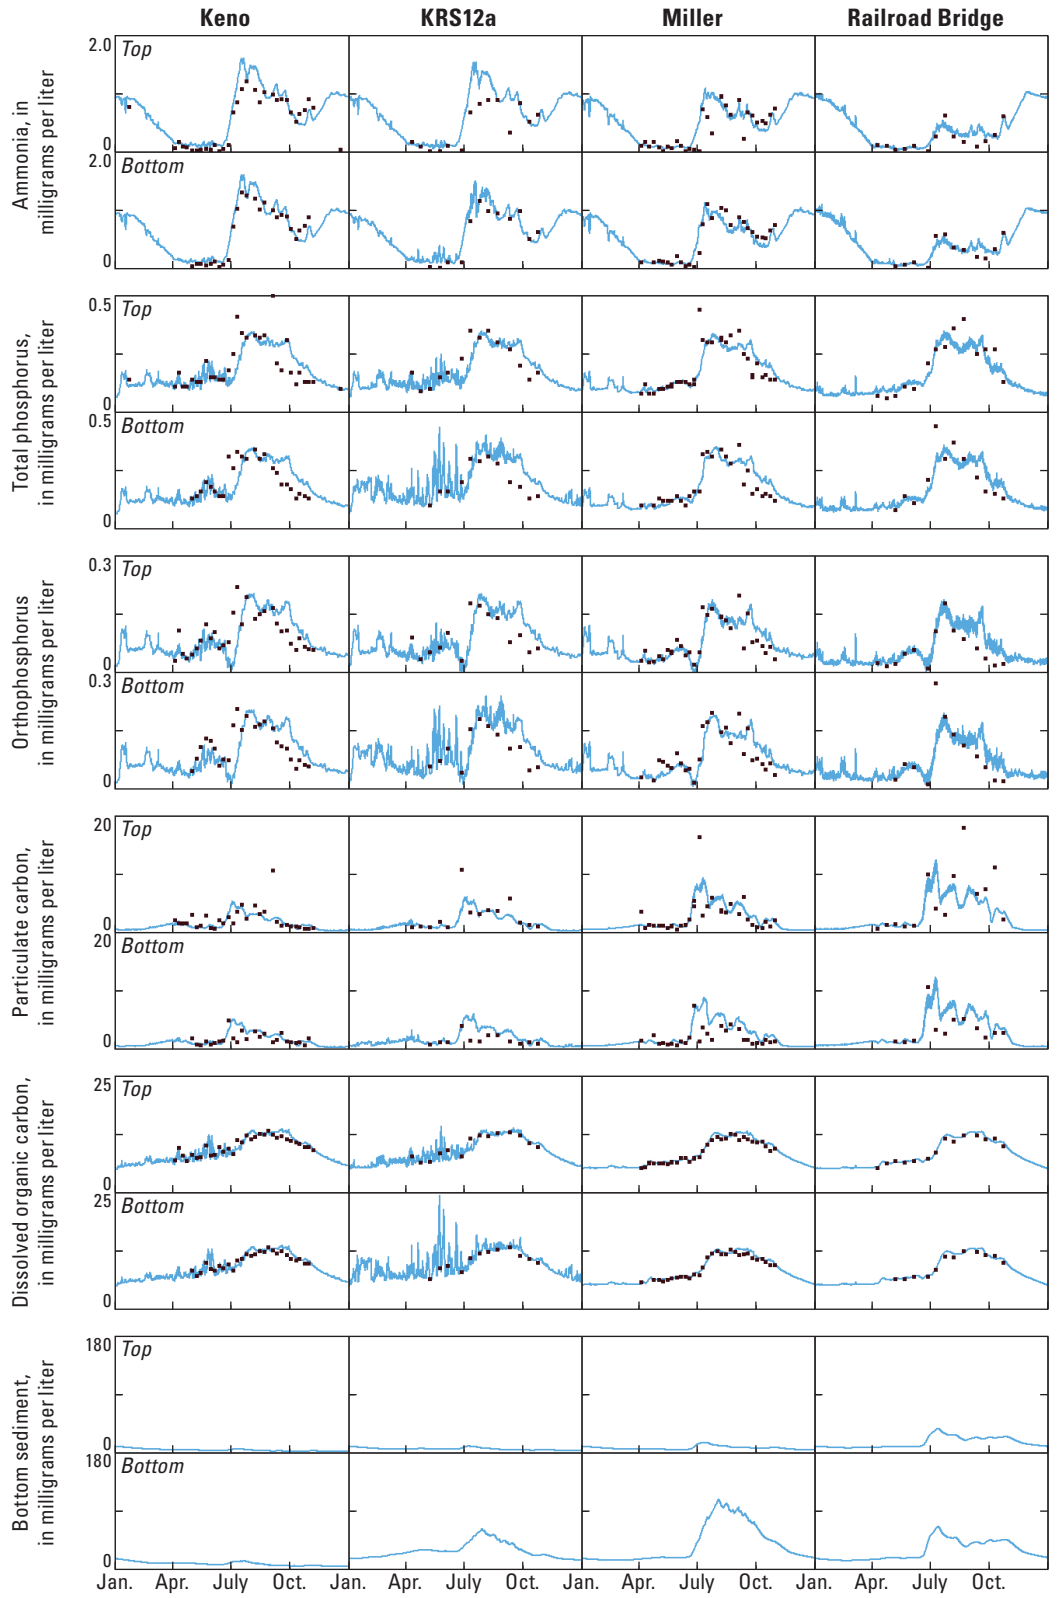 Keno KRS12a Miller Railroad Bridge
Ammonia, in
milligrams per liter
2.0
Top
0
2.0
Bottom
0
Total phosphorus,
in milligrams per liter
0.5
Top
0
0.5
Bottom
0
Orthophosphorus
in milligrams per liter
0.3
Top
0
0.3
Bottom
0
Particulate carbon,
in milligrams per liter
20
Top
0
20
Bottom
0
Dissolved organic carbon,
in milligrams per liter
25
Top
0
25
Bottom
0
Bottom sediment,
in milligrams per liter
180
Top
0
180
Bottom
0
Jan. Apr. July Oct. Jan. Apr. July Oct. Jan. Apr. July Oct. Jan. Apr. July Oct.